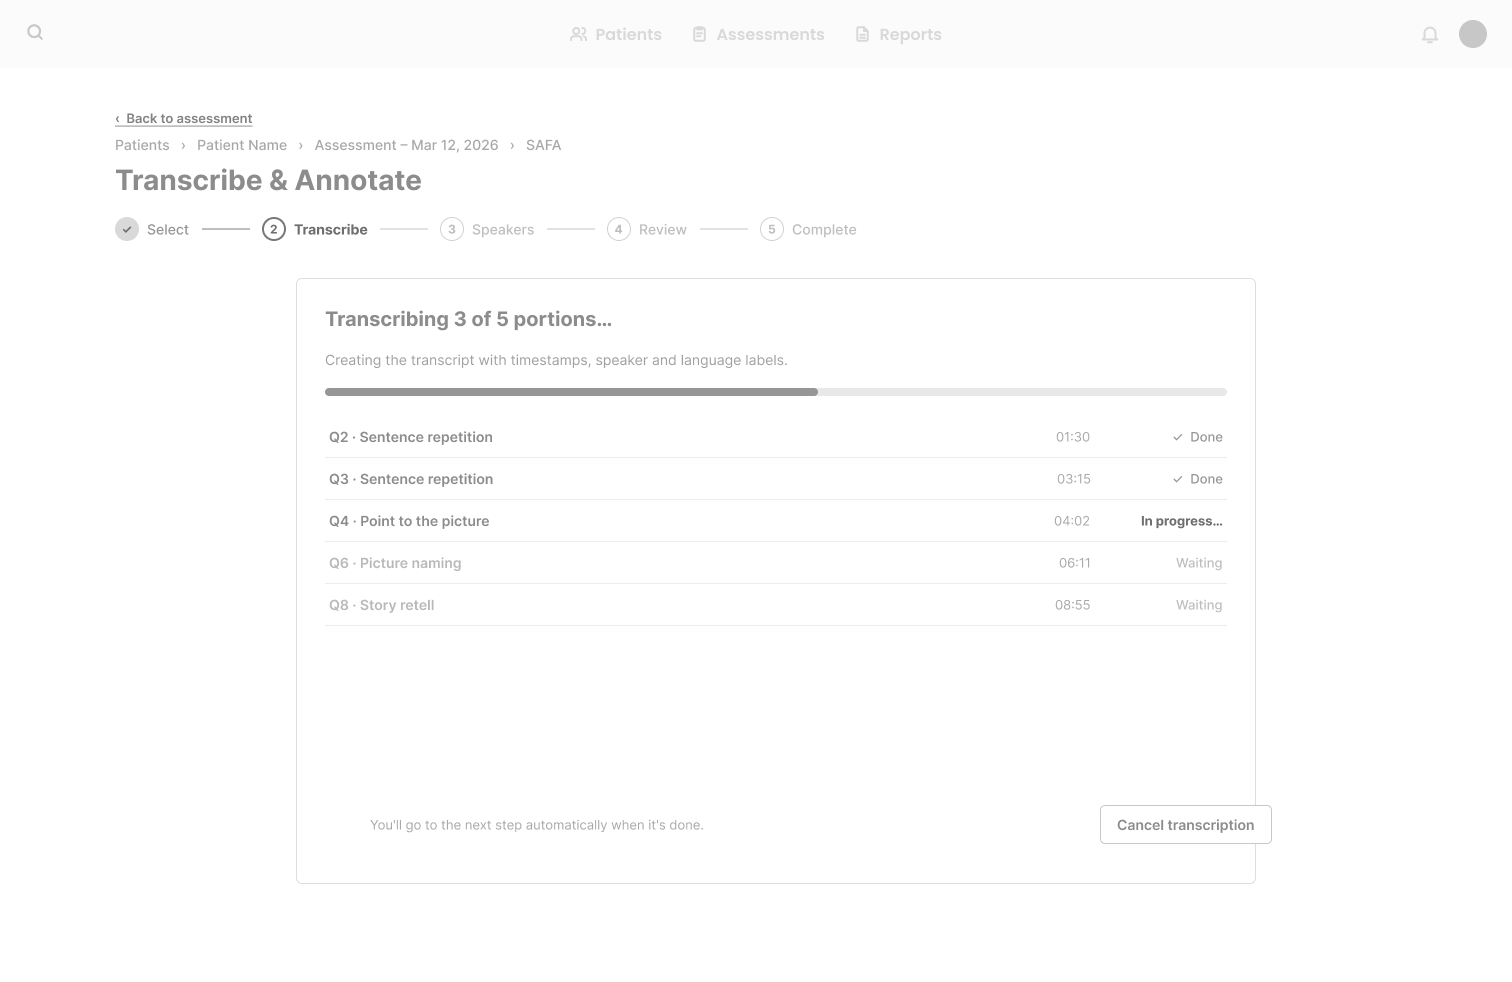 Patients Assessments Reports
‹ Back to assessment
Patients › Patient Name › Assessment – Mar 12, 2026 › SAFA
Transcribe & Annotate
Select 2 Transcribe 3 Speakers 4 Review 5 Complete
Transcribing 3 of 5 portions...
Creating the transcript with timestamps, speaker and language labels.
Q2 · Sentence repetition 01:30 ✓ Done
Q3 · Sentence repetition 03:15 ✓ Done
Q4 · Point to the picture 04:02 In progress...
Q6 · Picture naming 06:11 Waiting
Q8 · Story retell 08:55 Waiting
You'll go to the next step automatically when it's done. Cancel transcription